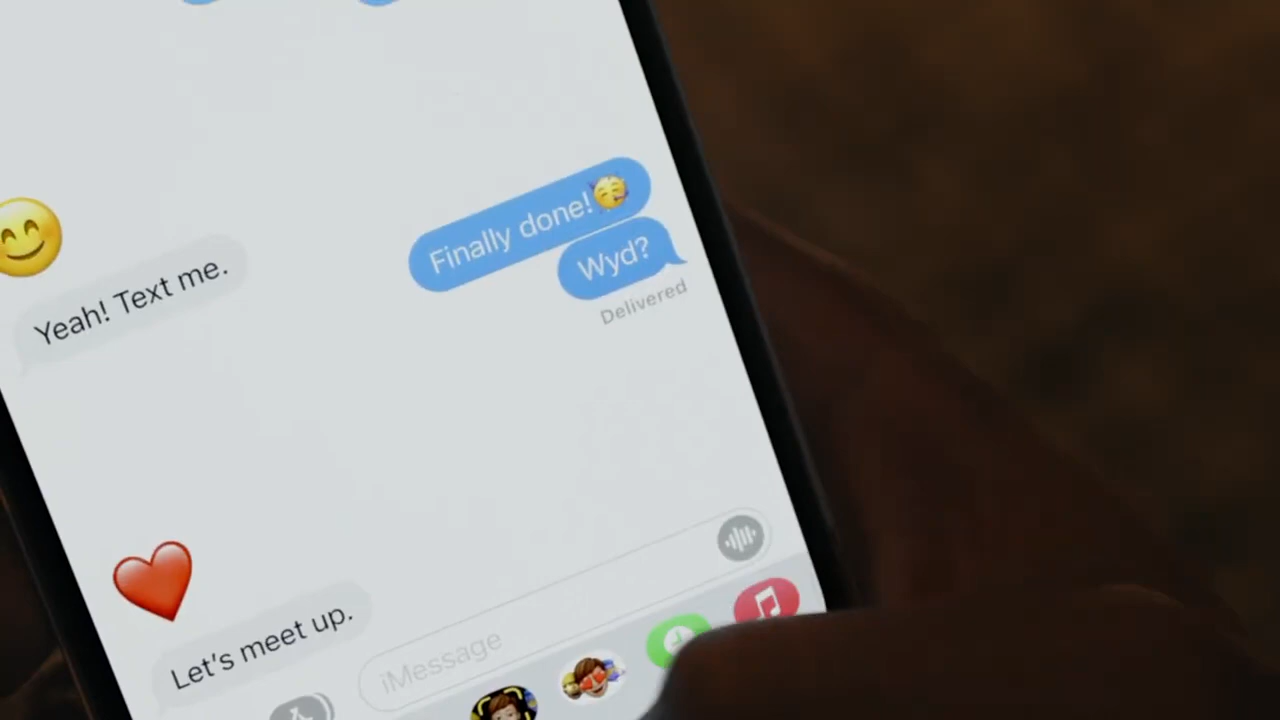 😊
Yeah! Text me.
Finally done!🥳
Wyd?
Delivered
❤️
Let's meet up.
iMessage